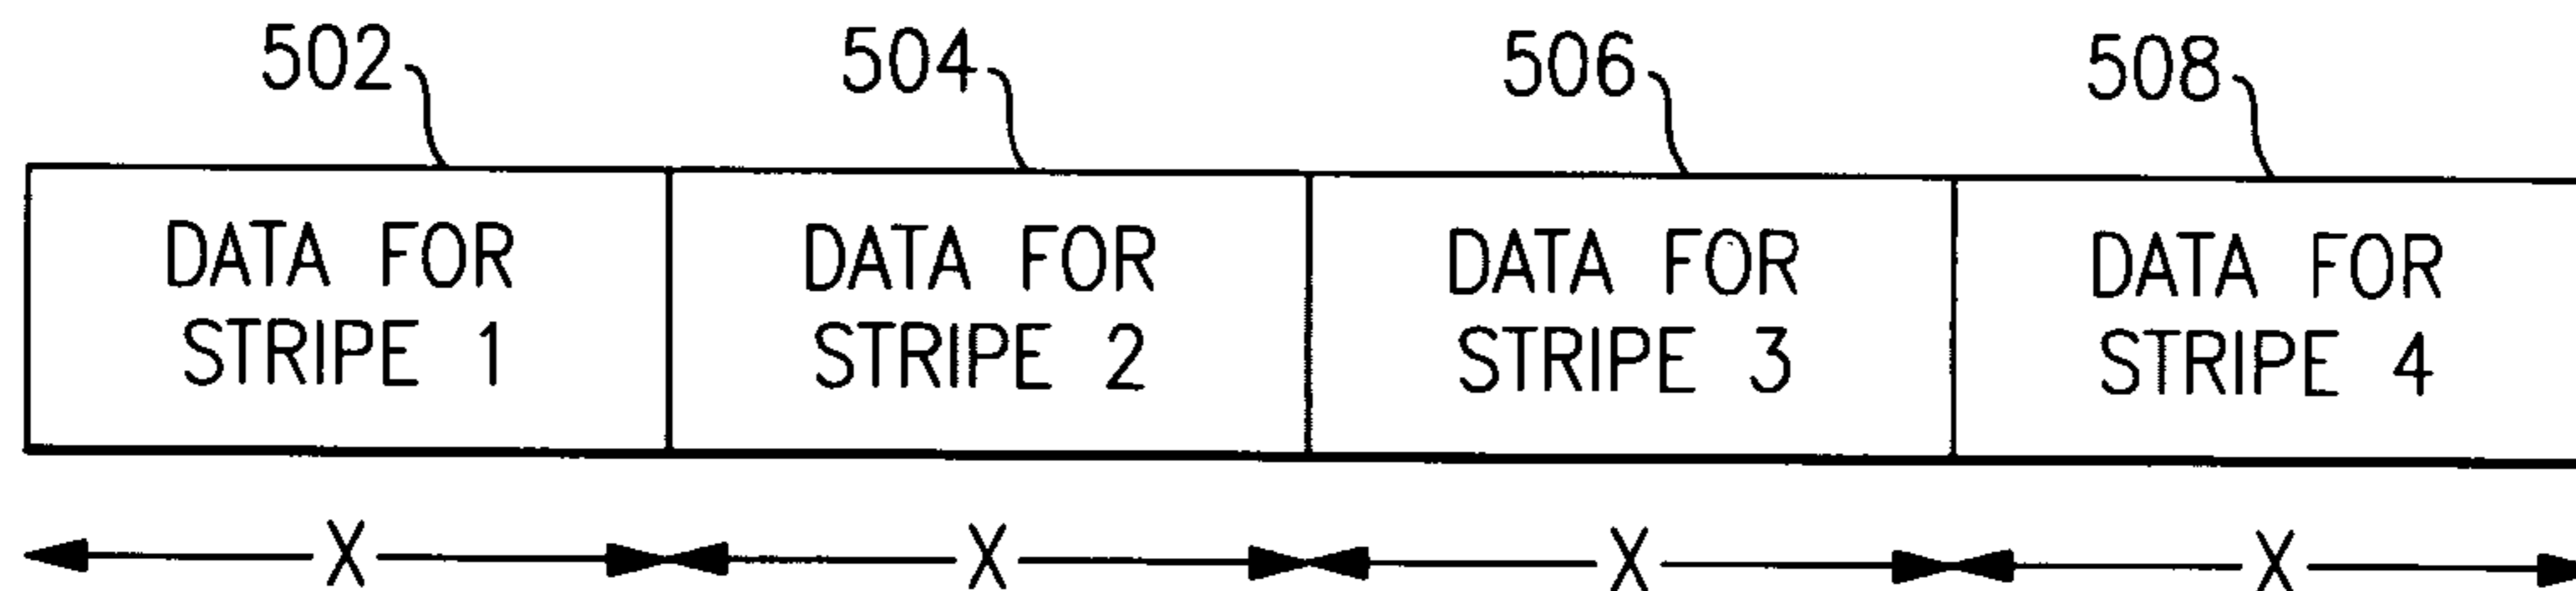 502 504 506 508
DATA FOR DATA FOR DATA FOR DATA FOR
STRIPE 1 STRIPE 2 STRIPE 3 STRIPE 4
X X X X